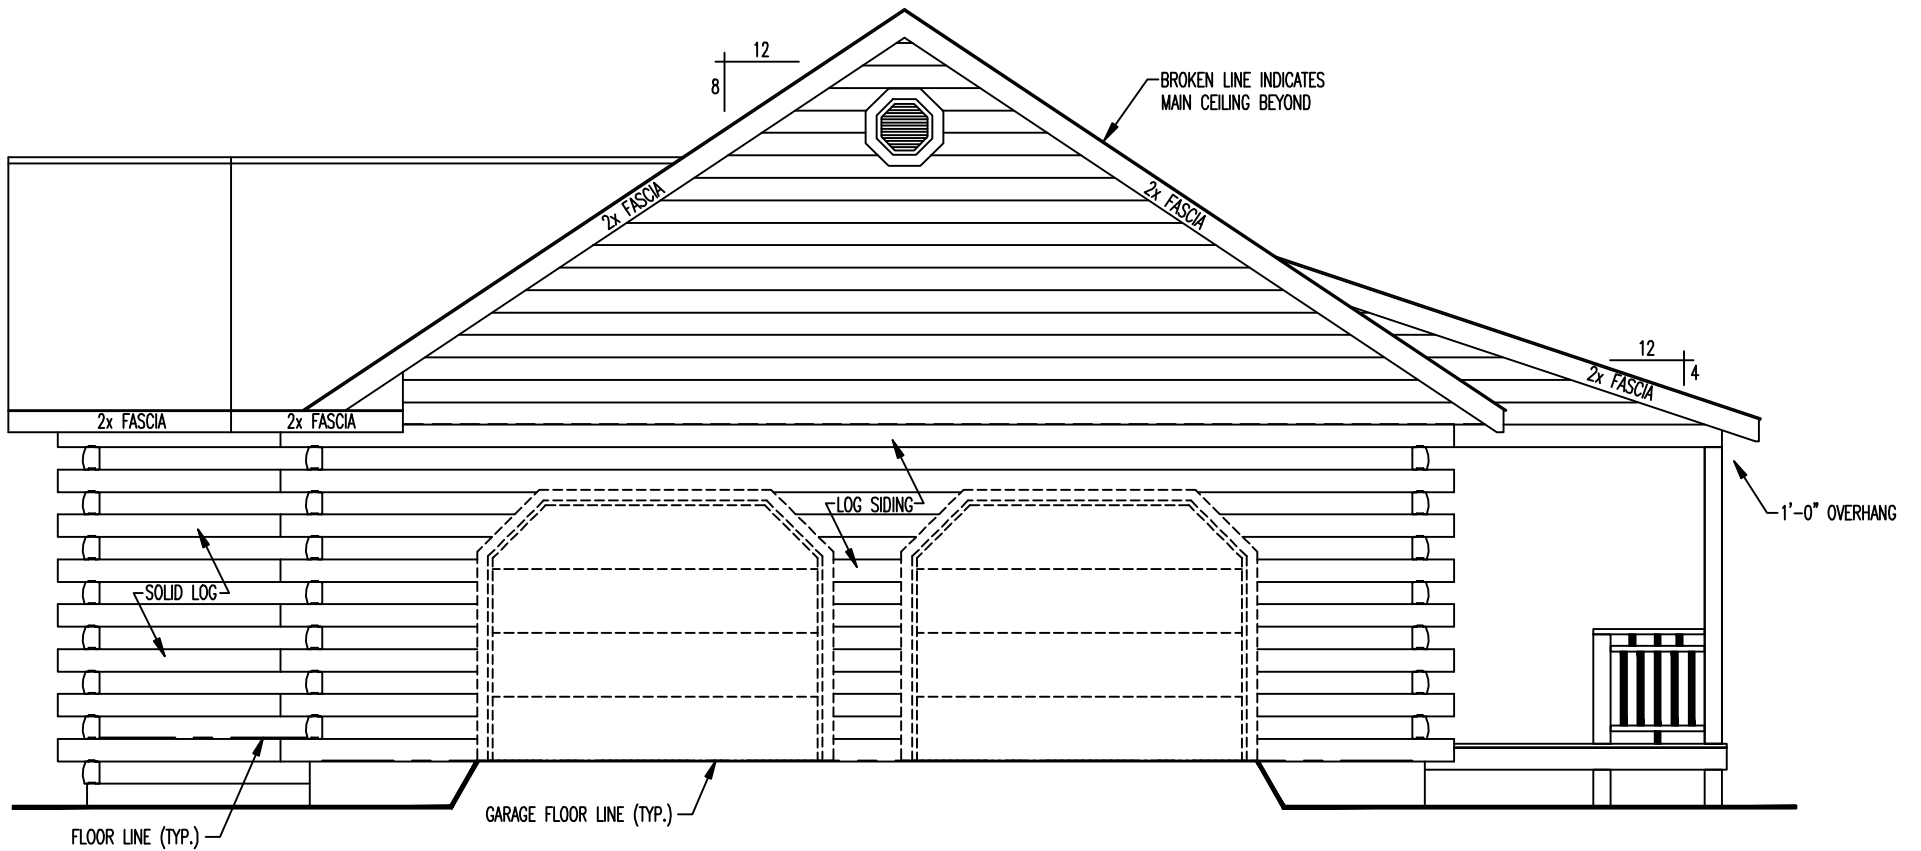 12
8
BROKEN LINE INDICATES
MAIN CEILING BEYOND
2x FASCIA
2x FASCIA
12
4
2x FASCIA
2x FASCIA
2x FASCIA
LOG SIDING
1'-0" OVERHANG
SOLID LOG
GARAGE FLOOR LINE (TYP.)
FLOOR LINE (TYP.)